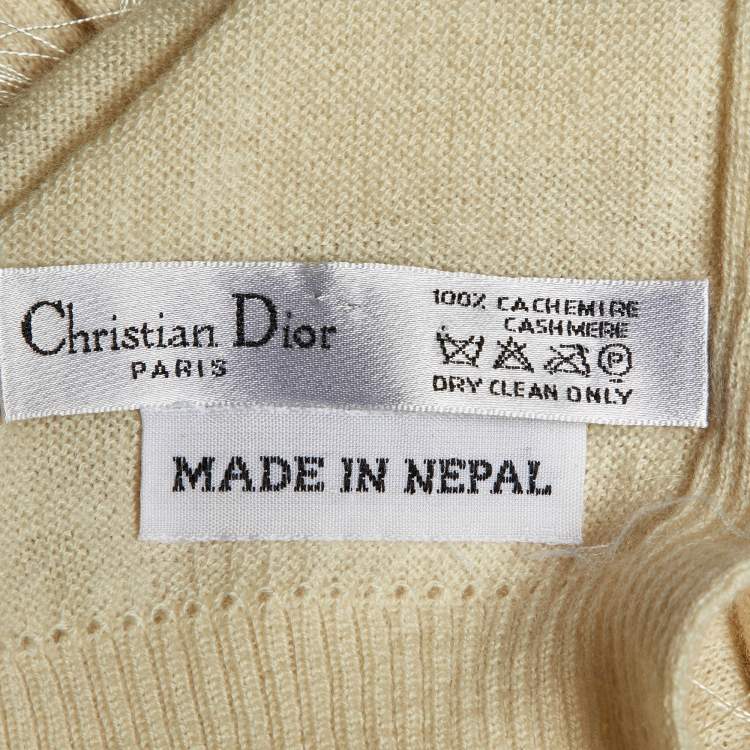 Christian Dior
PARIS
100% CACHEMIRE
CASHMERE
P
DRY CLEAN ONLY
MADE IN NEPAL